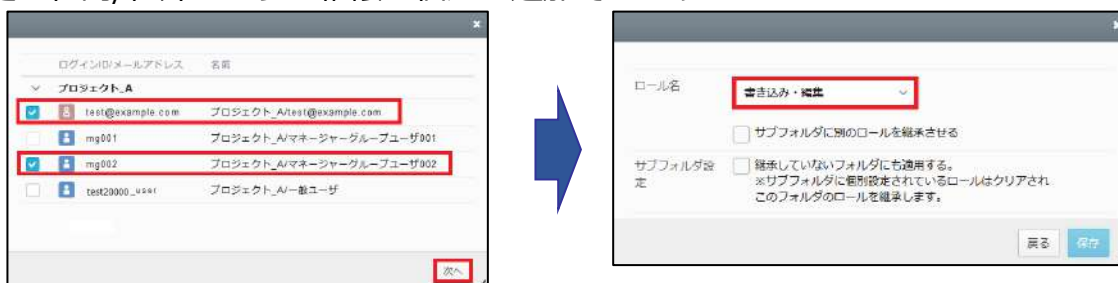 ×
ログインID/メールアドレス 名前
プロジェクト_A
test@example.com プロジェクト_A/test@example.com
mg001 プロジェクト_A/マネージャーグループユーザ001
mg002 プロジェクト_A/マネージャーグループユーザ002
test20000_user プロジェクト_A/一般ユーザ
次へ
×
ロール名
書き込み・編集
サブフォルダに別のロールを継承させる
サブフォルダ設定
継承していないフォルダにも適用する。
※サブフォルダに個別設定されているロールはクリアされ
このフォルダのロールを継承します。
戻る 保存